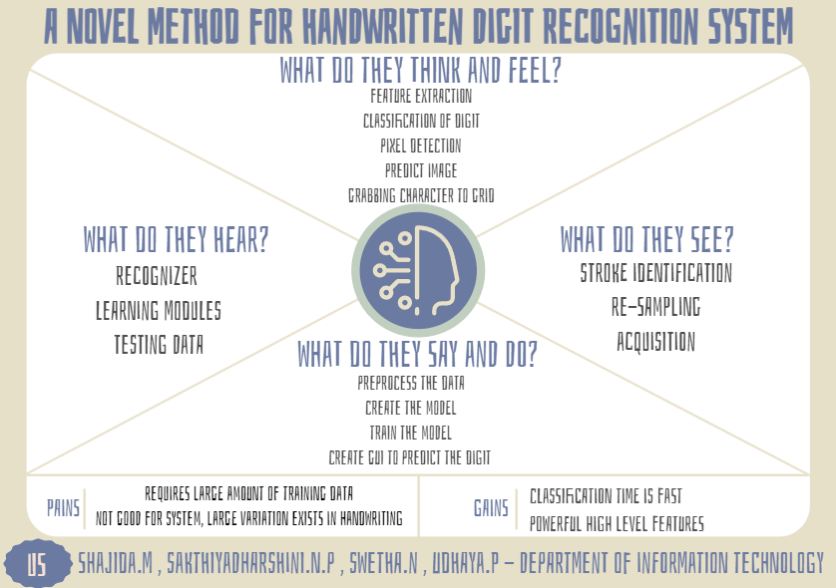 A NOVEL METHOD FOR HANDWRITTEN DIGIT RECOGNITION SYSTEM
WHAT DO THEY THINK AND FEEL?
FEATURE EXTRACTION
CLASSIFICATION OF DIGIT
PIXEL DETECTION
PREDICT IMAGE
GRABBING CHARACTER TO GRID
WHAT DO THEY HEAR?
RECOGNIZER
LEARNING MODULES
TESTING DATA
WHAT DO THEY SEE?
STROKE IDENTIFICATION
RE-SAMPLING
ACQUISITION
WHAT DO THEY SAY AND DO?
PREPROCESS THE DATA
CREATE THE MODEL
TRAIN THE MODEL
CREATE GUI TO PREDICT THE DIGIT
PAINS
REQUIRES LARGE AMOUNT OF TRAINING DATA
NOT GOOD FOR SYSTEM, LARGE VARIATION EXISTS IN HANDWRITING
GAINS
CLASSIFICATION TIME IS FAST
POWERFUL HIGH LEVEL FEATURES
US
SHAJIDA.M , SAKTHIYADHARSHINI.N.P , SWETHA.N , UDHAYA.P – DEPARTMENT OF INFORMATION TECHNOLOGY